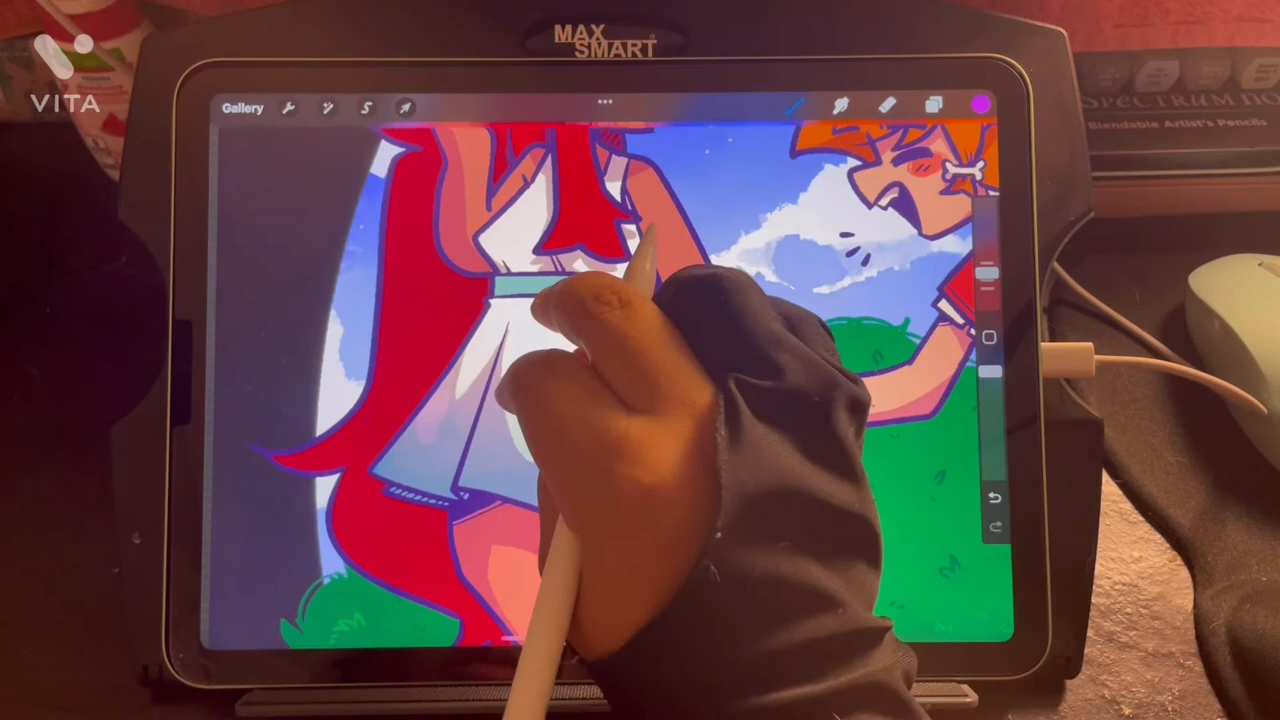 VITA
MAX
SMART
Gallery
SPECTRUM NO
Blendable Artist's Pencils